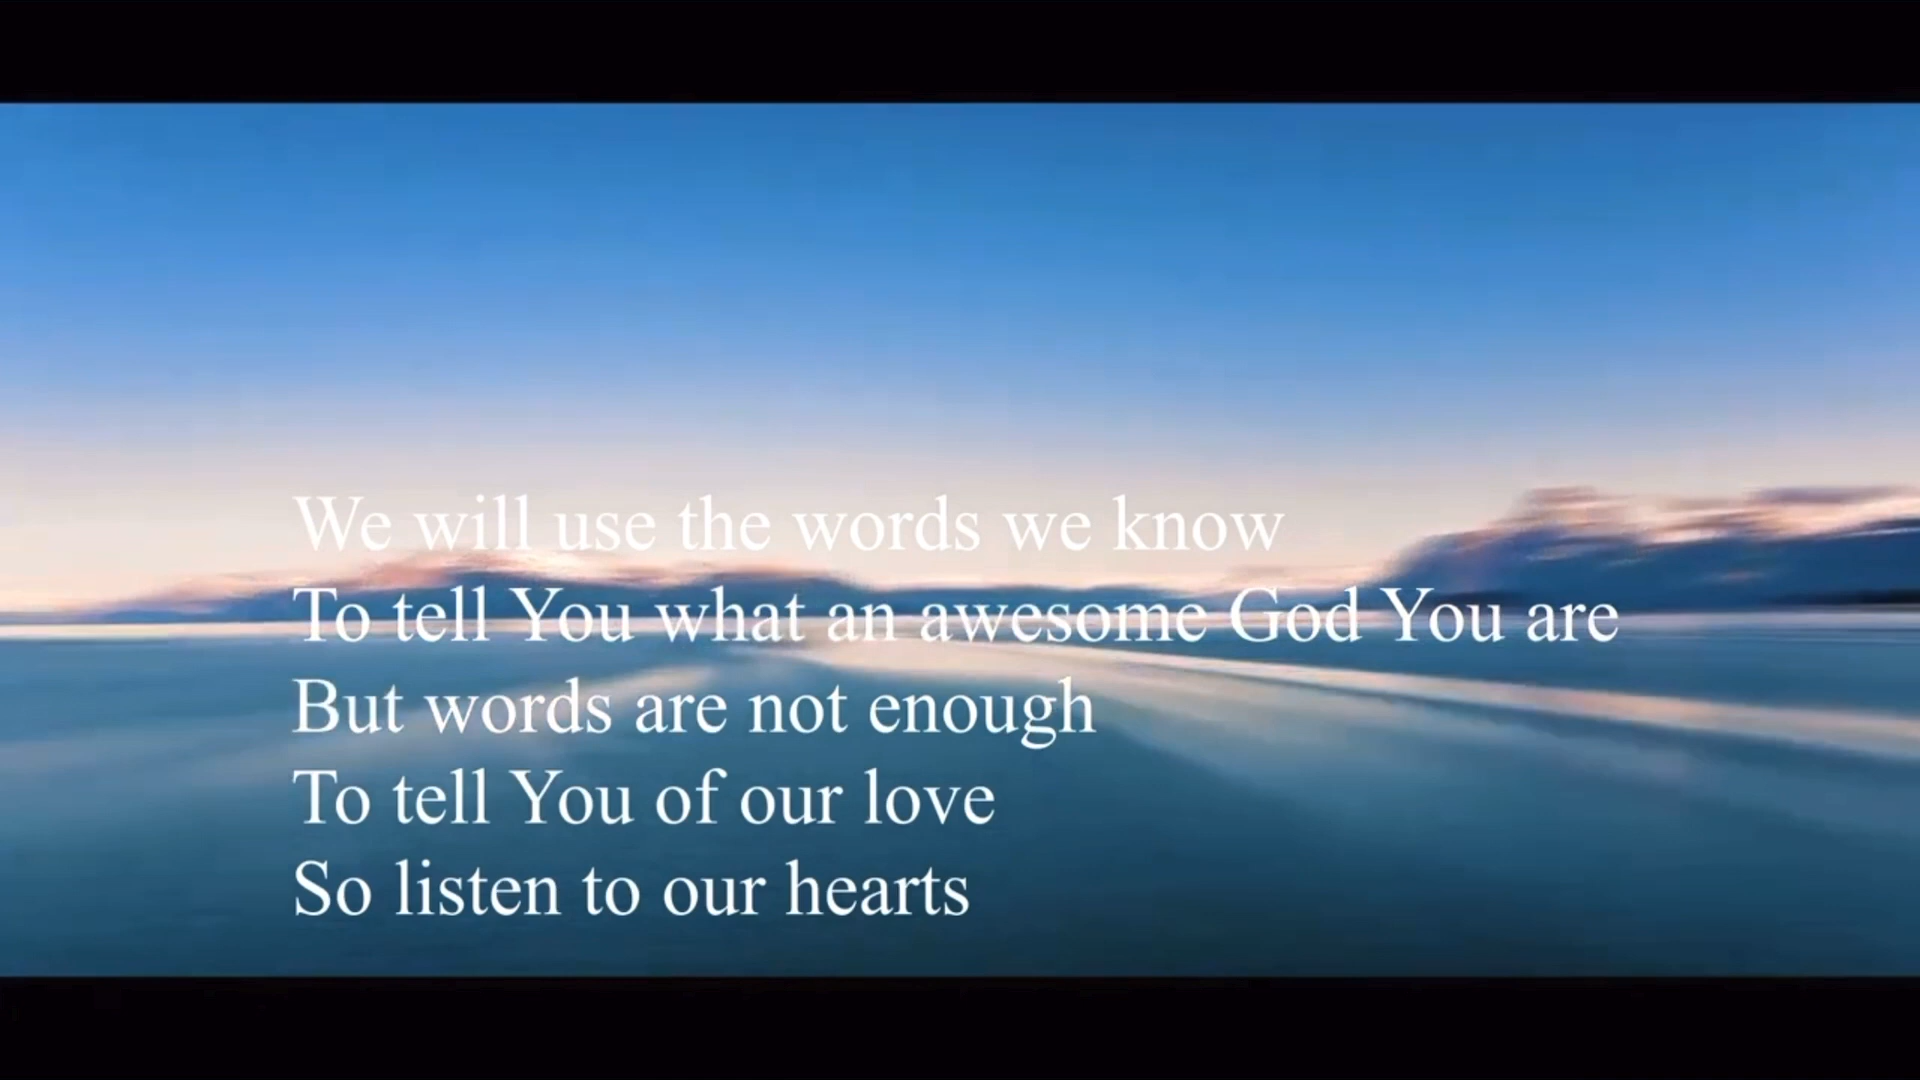 We will use the words we know
To tell You what an awesome God You are
But words are not enough
To tell You of our love
So listen to our hearts